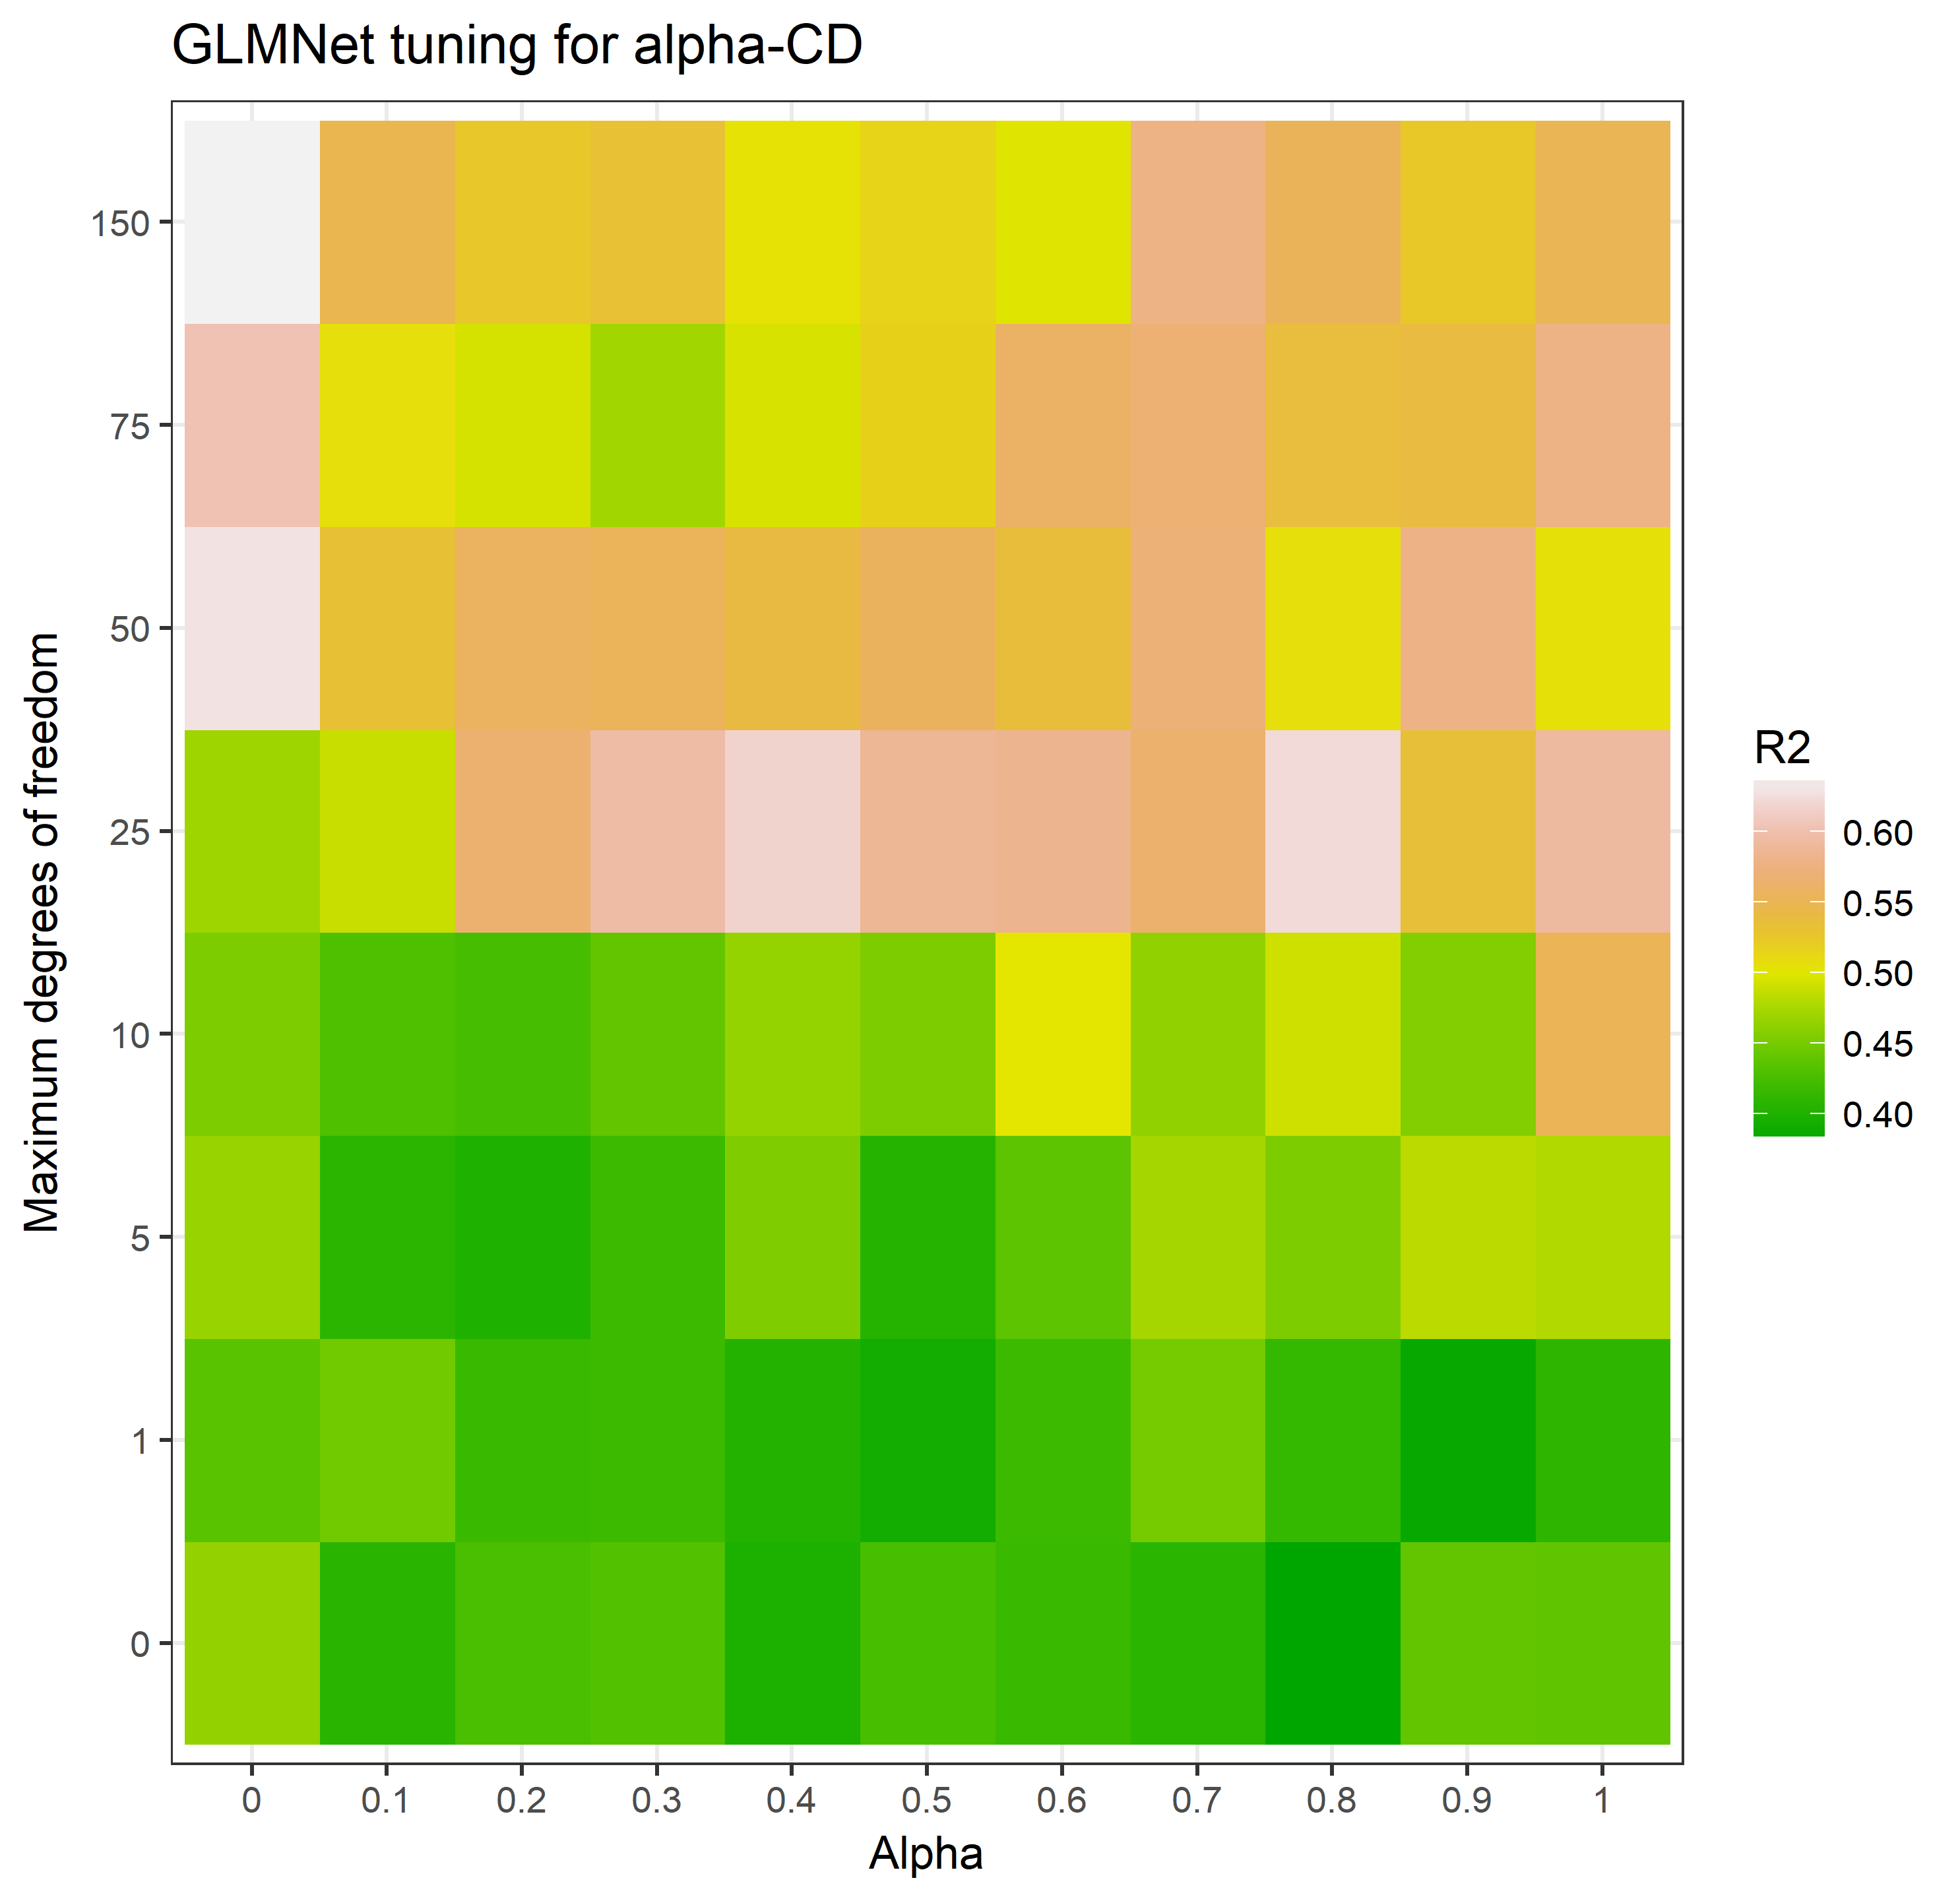 GLMNet tuning for alpha-CD
Maximum degrees of freedom
150
75
50
25
10
5
1
0
0 0.1 0.2 0.3 0.4 0.5 0.6 0.7 0.8 0.9 1
Alpha
R2
0.60
0.55
0.50
0.45
0.40